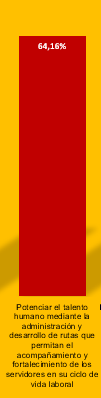 64,16%
Potenciar el talento
humano mediante la
administración y
desarrollo de rutas que
permitan el
acompañamiento y
fortalecimiento de los
servidores en su ciclo de
vida laboral